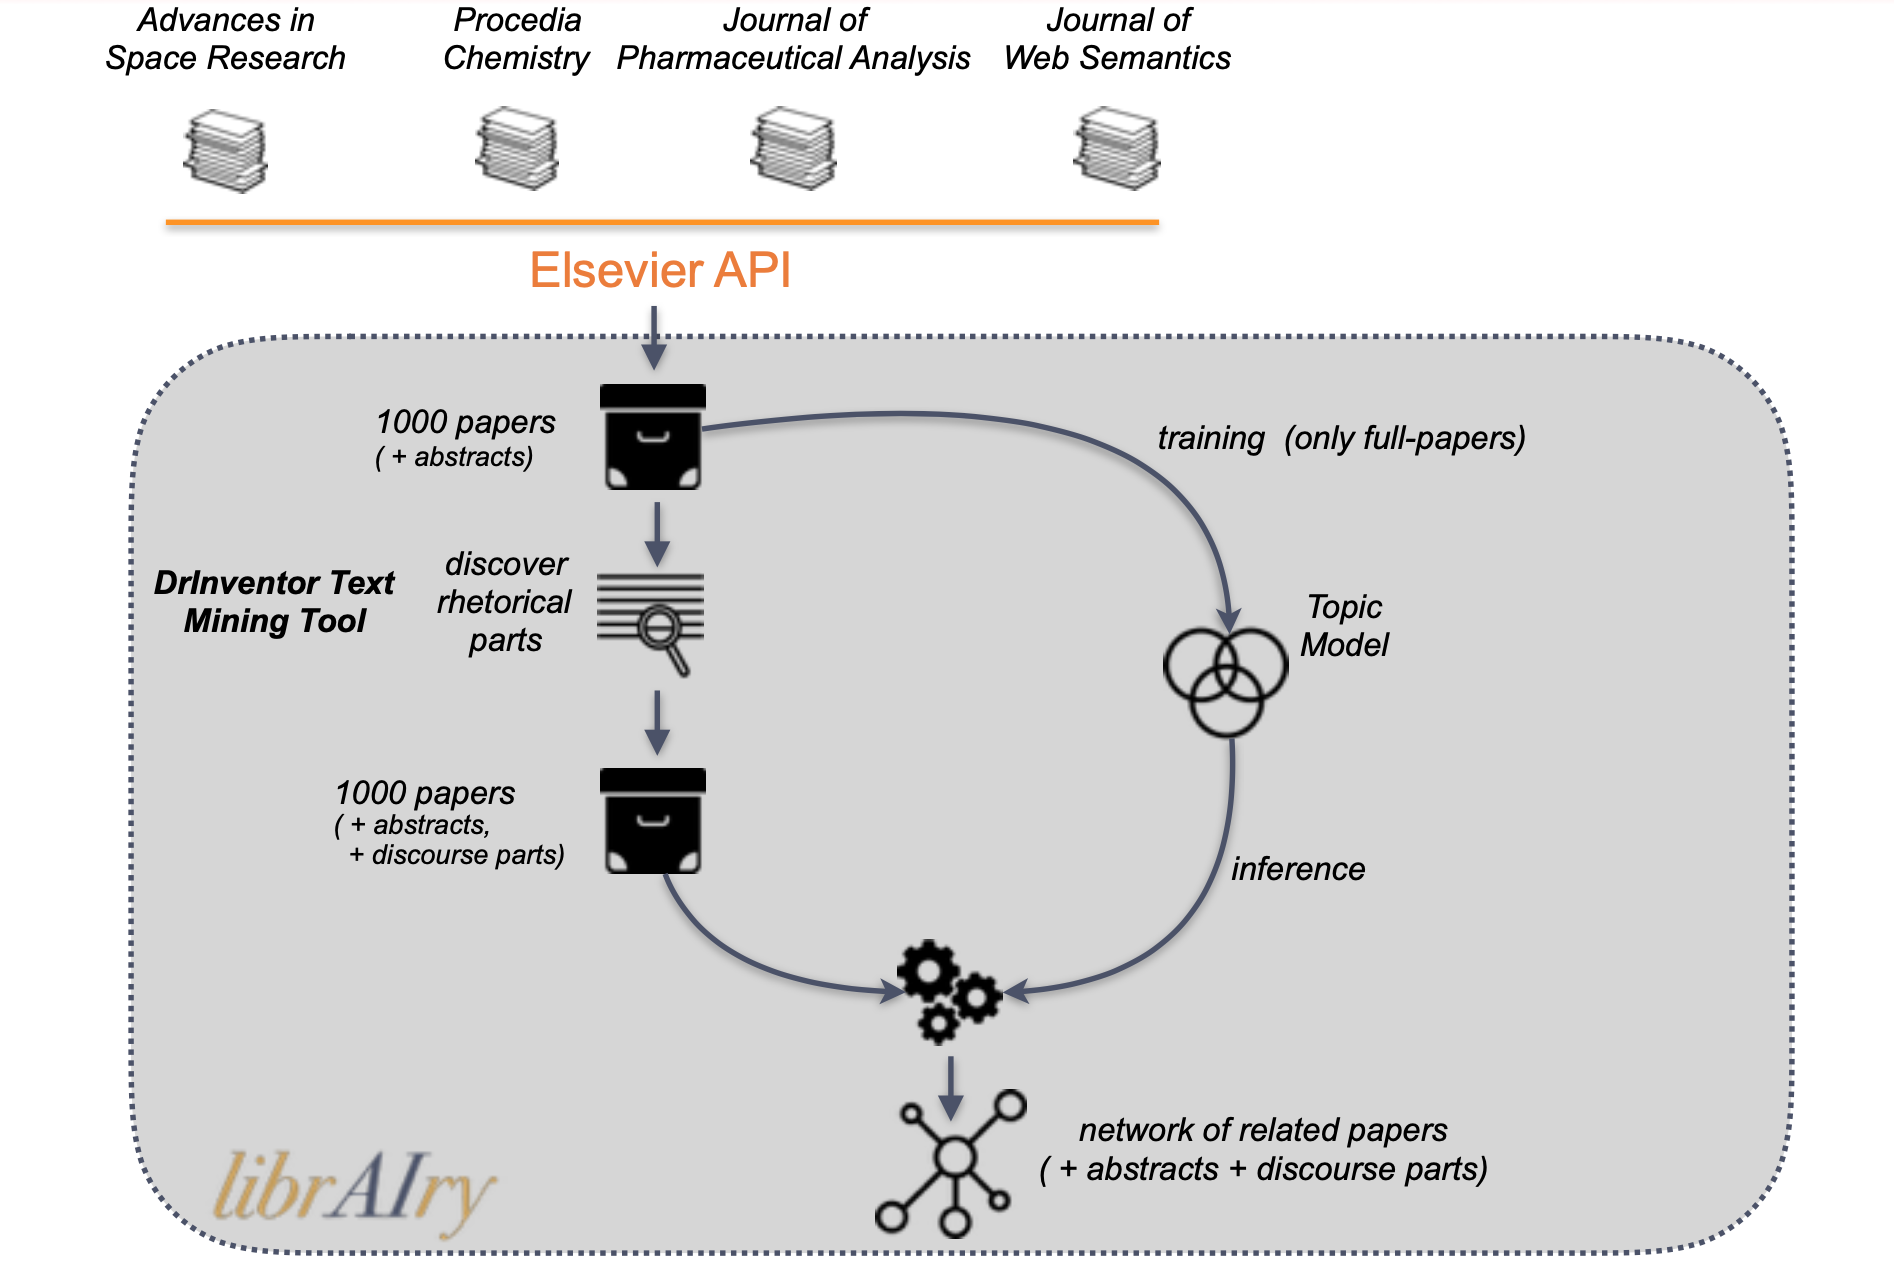 Advances in
Space Research
Procedia
Chemistry
Journal of
Pharmaceutical Analysis
Journal of
Web Semantics
Elsevier API
1000 papers
( + abstracts)
training (only full-papers)
DrInventor Text
Mining Tool
discover
rhetorical
parts
Topic
Model
1000 papers
( + abstracts,
+ discourse parts)
inference
network of related papers
( + abstracts + discourse parts)
librAIry